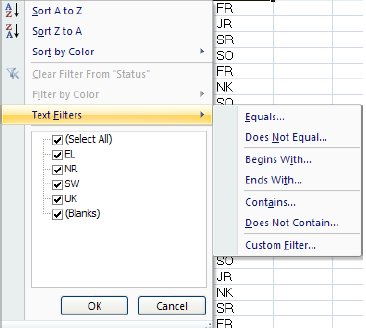 Sort A to Z
Sort Z to A
Sort by Color
Clear Filter From "Status"
Filter by Color
Text Filters
(Select All)
EL
NR
SW
UK
(Blanks)
OK
Cancel
Equals...
Does Not Equal...
Begins With...
Ends With...
Contains...
Does Not Contain...
Custom Filter...
FR
JR
SR
SO
FR
NK
SO
SO
JR
NK
SR
FR